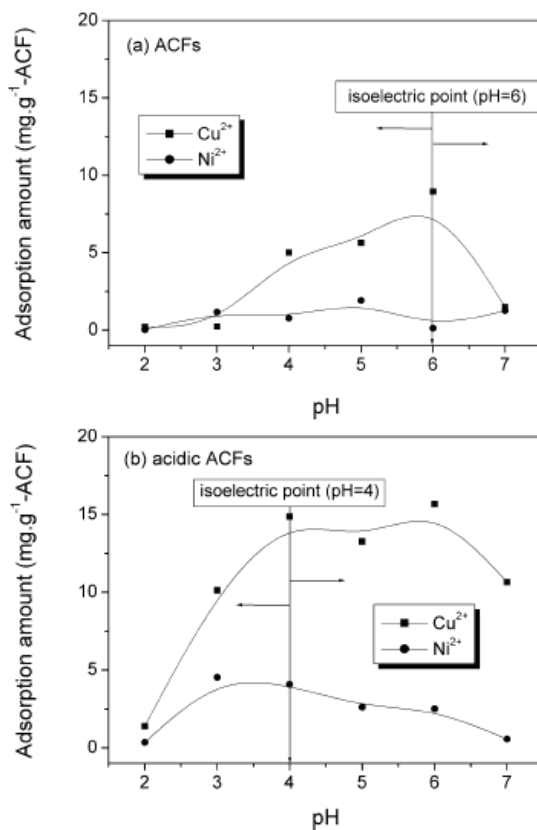 (a) ACFs
isoelectric point (pH=6)
Cu²⁺
Ni²⁺
Adsorption amount (mg.g⁻¹-ACF)
20
15
10
5
0
2 3 4 5 6 7
pH
(b) acidic ACFs
isoelectric point (pH=4)
Cu²⁺
Ni²⁺
Adsorption amount (mg.g⁻¹-ACF)
20
15
10
5
0
2 3 4 5 6 7
pH